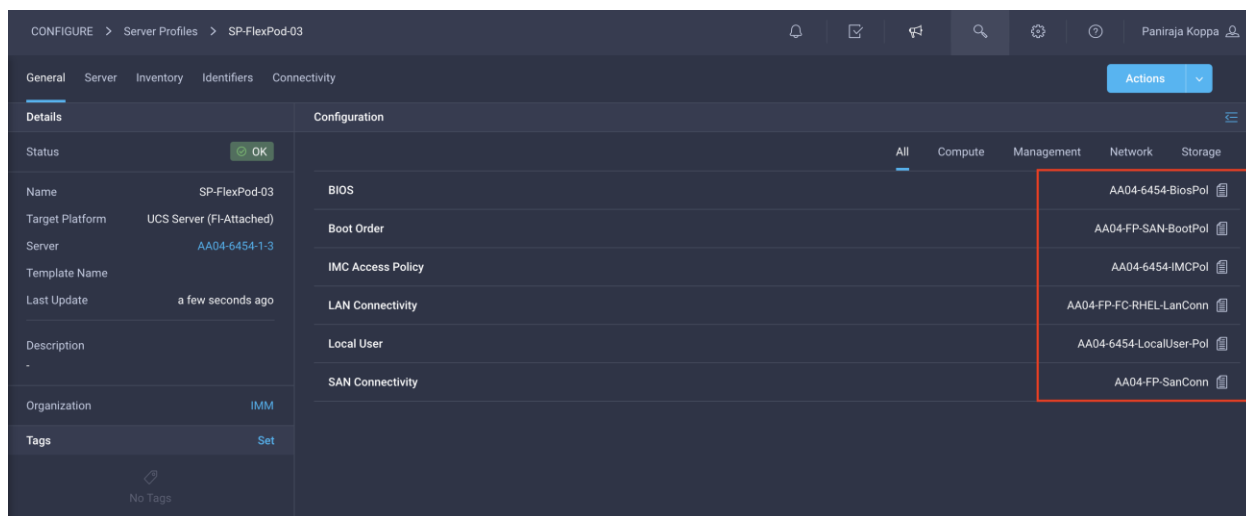 CONFIGURE > Server Profiles > SP-FlexPod-03
Paniraja Koppa
General Server Inventory Identifiers Connectivity
Actions
Details
Configuration
Status OK
All Compute Management Network Storage
Name SP-FlexPod-03
BIOS AA04-6454-BiosPol
Target Platform UCS Server (FI-Attached)
Boot Order AA04-FP-SAN-BootPol
Server AA04-6454-1-3
IMC Access Policy AA04-6454-IMCPol
Template Name
Last Update a few seconds ago
LAN Connectivity AA04-FP-FC-RHEL-LanConn
Description
-
Local User AA04-6454-LocalUser-Pol
SAN Connectivity AA04-FP-SanConn
Organization IMM
Tags Set
No Tags